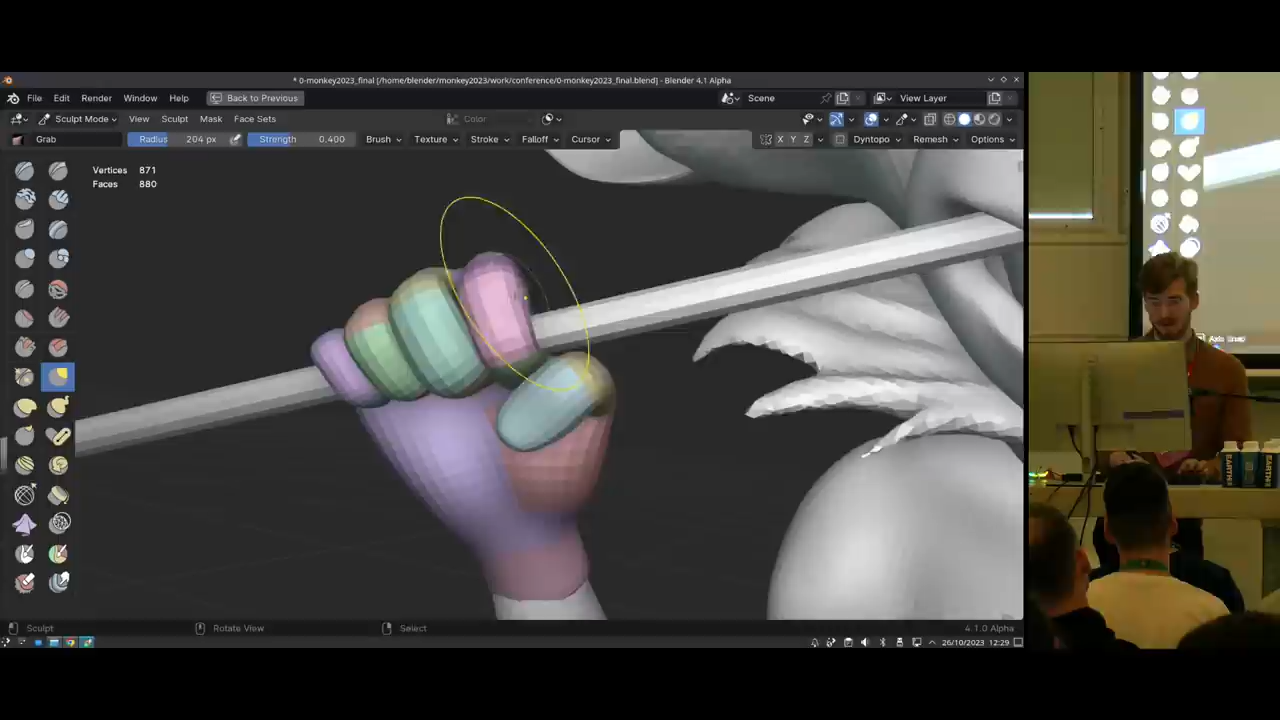 * 0-monkey2023_final [/home/blender/monkey2023/work/conference/0-monkey2023_final.blend] - Blender 4.1 Alpha
File Edit Render Window Help Back to Previous Scene View Layer
Sculpt Mode View Sculpt Mask Face Sets Color
Grab Radius 204 px Strength 0.400 Brush Texture Stroke Falloff Cursor X Y Z Dyntopo Remesh Options
Vertices 871
Faces 880
Axis Snap
EARTH
Sculpt Rotate View Select 4.1.0 Alpha
26/10/2023 12:29